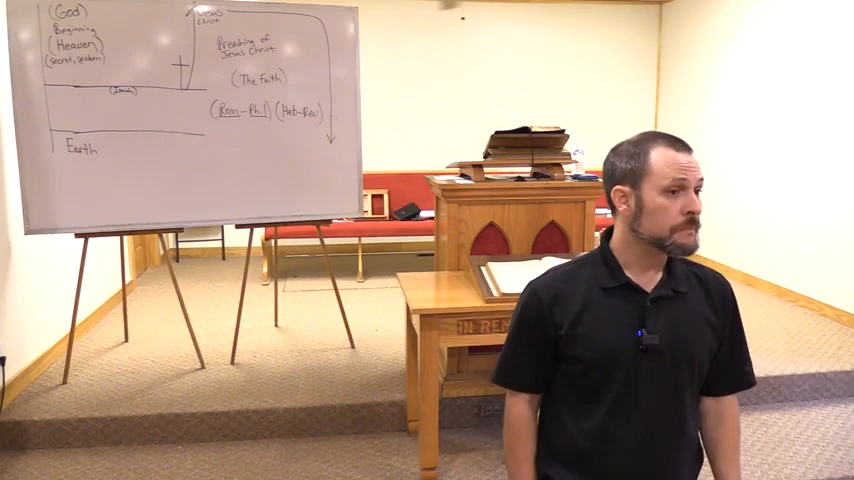 (God)
Beginning
(Heaven)
(secret, spoken)
Jesus
Christ
Preaching of
Jesus Christ
(The Faith)
(Rom-Phil) (Heb-Rev)
(Isaiah)
Earth
IN REM